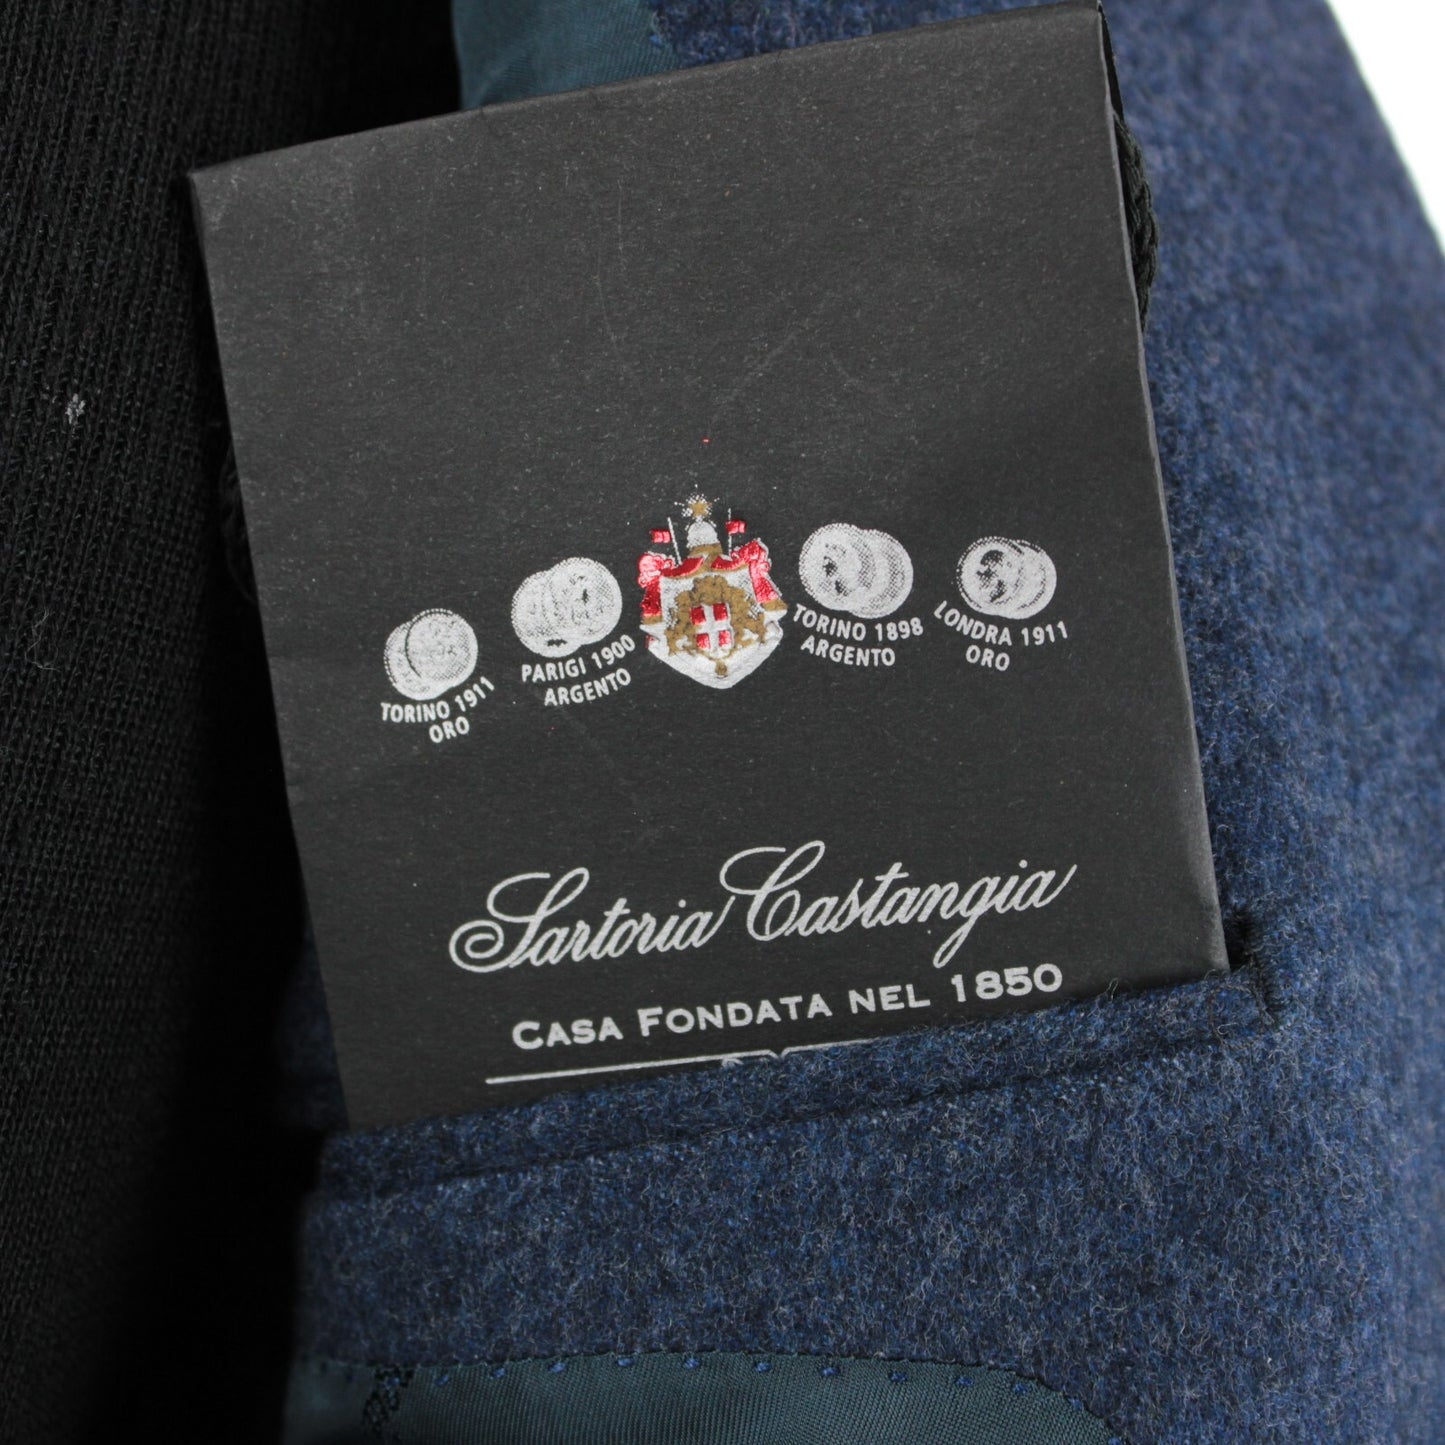 TORINO 1911
ORO
PARIGI 1900
ARGENTO
TORINO 1898
ARGENTO
LONDRA 1911
ORO
Sartoria Castangia
CASA FONDATA NEL 1850